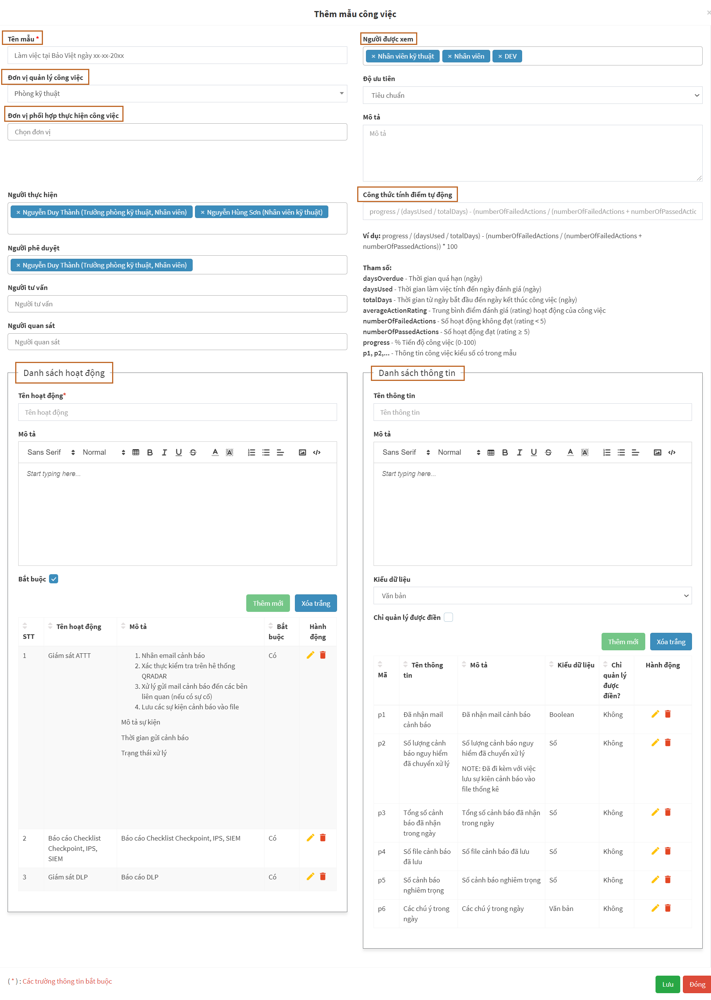 Thêm mẫu công việc
×
Tên mẫu *
Làm việc tại Bảo Việt ngày xx-xx-20xx
Đơn vị quản lý công việc
Phòng kỹ thuật
Đơn vị phối hợp thực hiện công việc
Chọn đơn vị
Người được xem
× Nhân viên kỹ thuật × Nhân viên × DEV
Độ ưu tiên
Tiêu chuẩn
Mô tả
Mô tả
Người thực hiện
× Nguyễn Duy Thành (Trưởng phòng kỹ thuật, Nhân viên) × Nguyễn Hùng Sơn (Nhân viên kỹ thuật)
Người phê duyệt
× Nguyễn Duy Thành (Trưởng phòng kỹ thuật, Nhân viên)
Người tư vấn
Người tư vấn
Người quan sát
Người quan sát
Công thức tính điểm tự động
progress / (daysUsed / totalDays) - (numberOfFailedActions / (numberOfFailedActions + numberOfPassedActic
Ví dụ: progress / (daysUsed / totalDays) - (numberOfFailedActions / (numberOfFailedActions +
numberOfPassedActions)) * 100
Tham số:
daysOverdue - Thời gian quá hạn (ngày)
daysUsed - Thời gian làm việc tính đến ngày đánh giá (ngày)
totalDays - Thời gian từ ngày bắt đầu đến ngày kết thúc công việc (ngày)
averageActionRating - Trung bình điểm đánh giá (rating) hoạt động của công việc
numberOfFailedActions - Số hoạt động không đạt (rating < 5)
numberOfPassedActions - Số hoạt động đạt (rating ≥ 5)
progress - % Tiến độ công việc (0-100)
p1, p2,... - Thông tin công việc kiểu số có trong mẫu
Danh sách hoạt động
Tên hoạt động*
Tên hoạt động
Mô tả
Sans Serif Normal
Start typing here...
Bắt buộc
Thêm mới Xóa trắng
STT Tên hoạt động Mô tả Bắt buộc Hành động
1 Giám sát ATTT
1. Nhân email cảnh báo
2. Xác thực kiểm tra trên hê thống
QRADAR
3. Xử lý gửi mail cảnh báo đến các bên
liên quan (nếu có sự cố)
4. Lưu các sự kiện cảnh báo vào file
Mô tả sự kiện
Thời gian gửi cảnh báo
Trạng thái xử lý
Có
2 Báo cáo Checklist Checkpoint, IPS, SIEM Báo cáo Checklist Checkpoint, IPS, SIEM Có
3 Giám sát DLP Báo cáo DLP Có
Danh sách thông tin
Tên thông tin
Tên thông tin
Mô tả
Sans Serif Normal
Start typing here...
Kiểu dữ liệu
Văn bản
Chỉ quản lý được điền
Thêm mới Xóa trắng
Mã Tên thông tin Mô tả Kiểu dữ liệu Chỉ quản lý được điền? Hành động
p1 Đã nhận mail cảnh báo Đã nhận mail cảnh báo Boolean Không
p2 Số lượng cảnh báo nguy hiểm đã chuyển xử lý Số lượng cảnh báo nguy hiểm đã chuyển xử lý Số Không
NOTE: Đã đi kèm với việc
lưu sự kiên cảnh báo vào
file thống kê
p3 Tổng số cảnh báo đã nhận trong ngày Tổng số cảnh báo đã nhận trong ngày Số Không
p4 Số file cảnh báo đã lưu Số file cảnh báo đã lưu Số Không
p5 Số cảnh báo nghiêm trọng Số cảnh báo nghiêm trọng Số Không
p6 Các chú ý trong ngày Các chú ý trong ngày Văn bản Không
( * ) : Các trường thông tin bắt buộc
Lưu Đóng